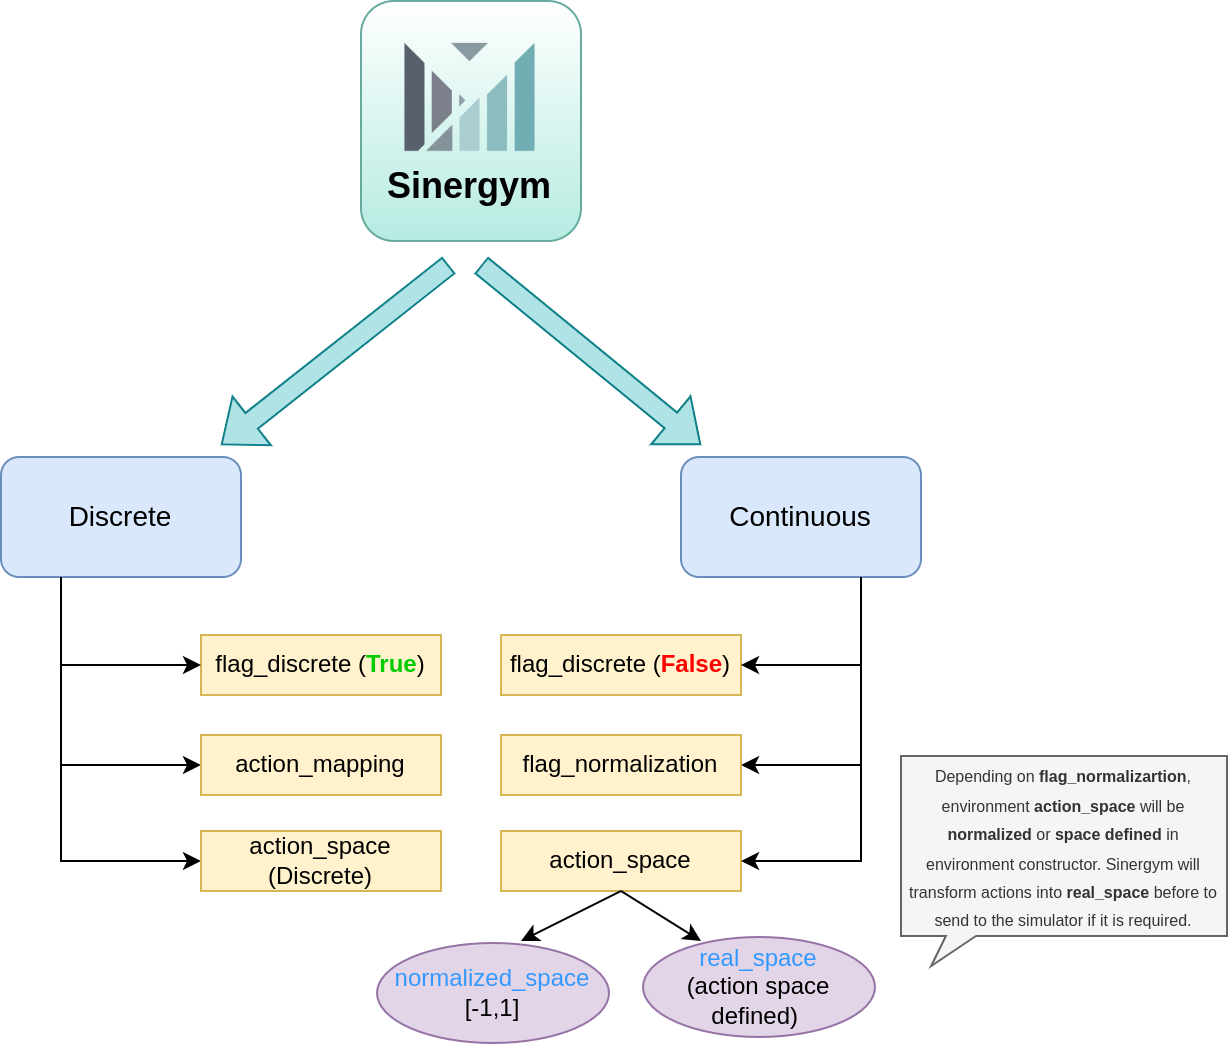 Sinergym
Discrete
Continuous
flag_discrete (True)
flag_discrete (False)
action_mapping
flag_normalization
action_space
(Discrete)
action_space
normalized_space
[-1,1]
real_space
(action space
defined)
Depending on flag_normalizartion,
environment action_space will be
normalized or space defined in
environment constructor. Sinergym will
transform actions into real_space before to
send to the simulator if it is required.